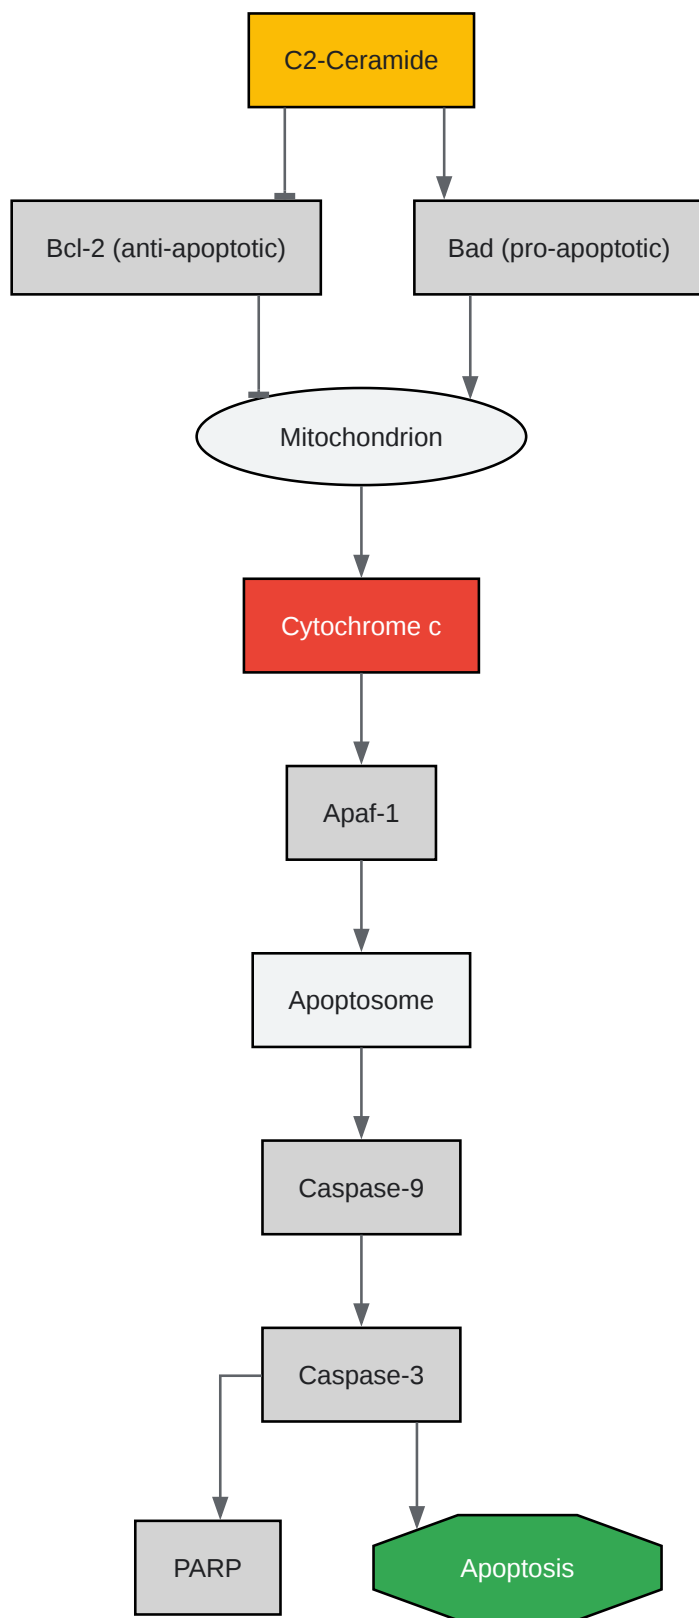 C2-Ceramide
Bcl-2 (anti-apoptotic)
Bad (pro-apoptotic)
Mitochondrion
Cytochrome c
Apaf-1
Apoptosome
Caspase-9
Caspase-3
PARP
Apoptosis